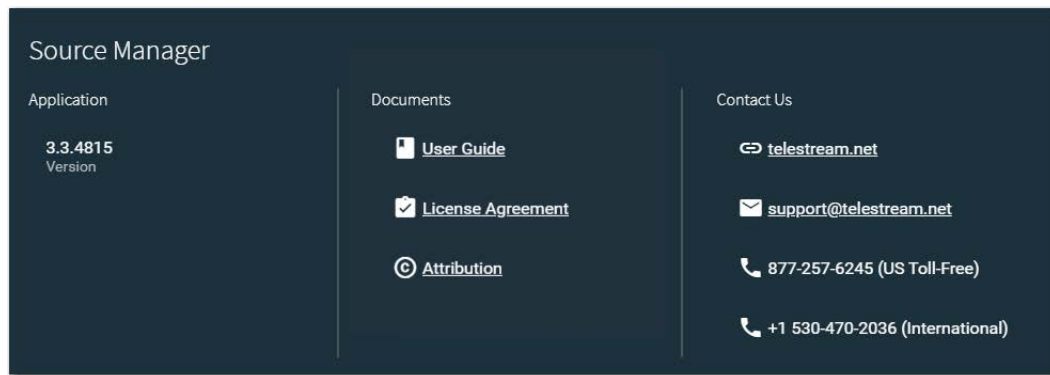 Source Manager
Application
3.3.4815
Version
Documents
User Guide
License Agreement
Attribution
Contact Us
telestream.net
support@telestream.net
877-257-6245 (US Toll-Free)
+1 530-470-2036 (International)